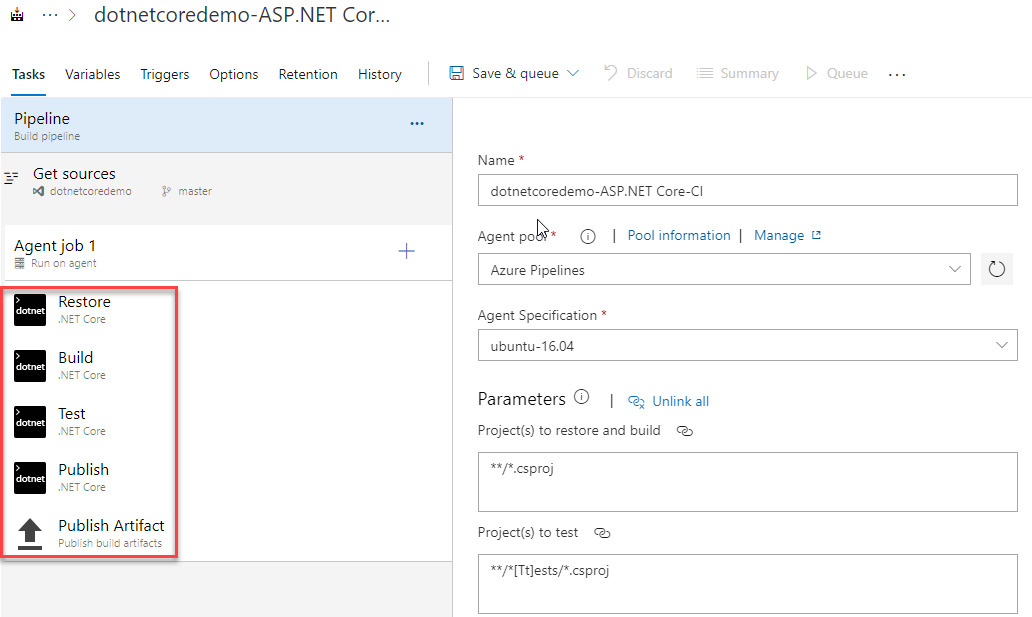 ··· > dotnetcoredemo-ASP.NET Cor...
Tasks Variables Triggers Options Retention History Save & queue Discard Summary Queue ...
Pipeline ...
Build pipeline
Get sources
dotnetcoredemo master
Agent job 1 +
Run on agent
>
dotnet
Restore
.NET Core
>
dotnet
Build
.NET Core
>
dotnet
Test
.NET Core
>
dotnet
Publish
.NET Core
Publish Artifact
Publish build artifacts
Name *
dotnetcoredemo-ASP.NET Core-CI
Agent pool * | Pool information | Manage
Azure Pipelines
Agent Specification *
ubuntu-16.04
Parameters | Unlink all
Project(s) to restore and build
**/*.csproj
Project(s) to test
**/*[Tt]ests/*.csproj